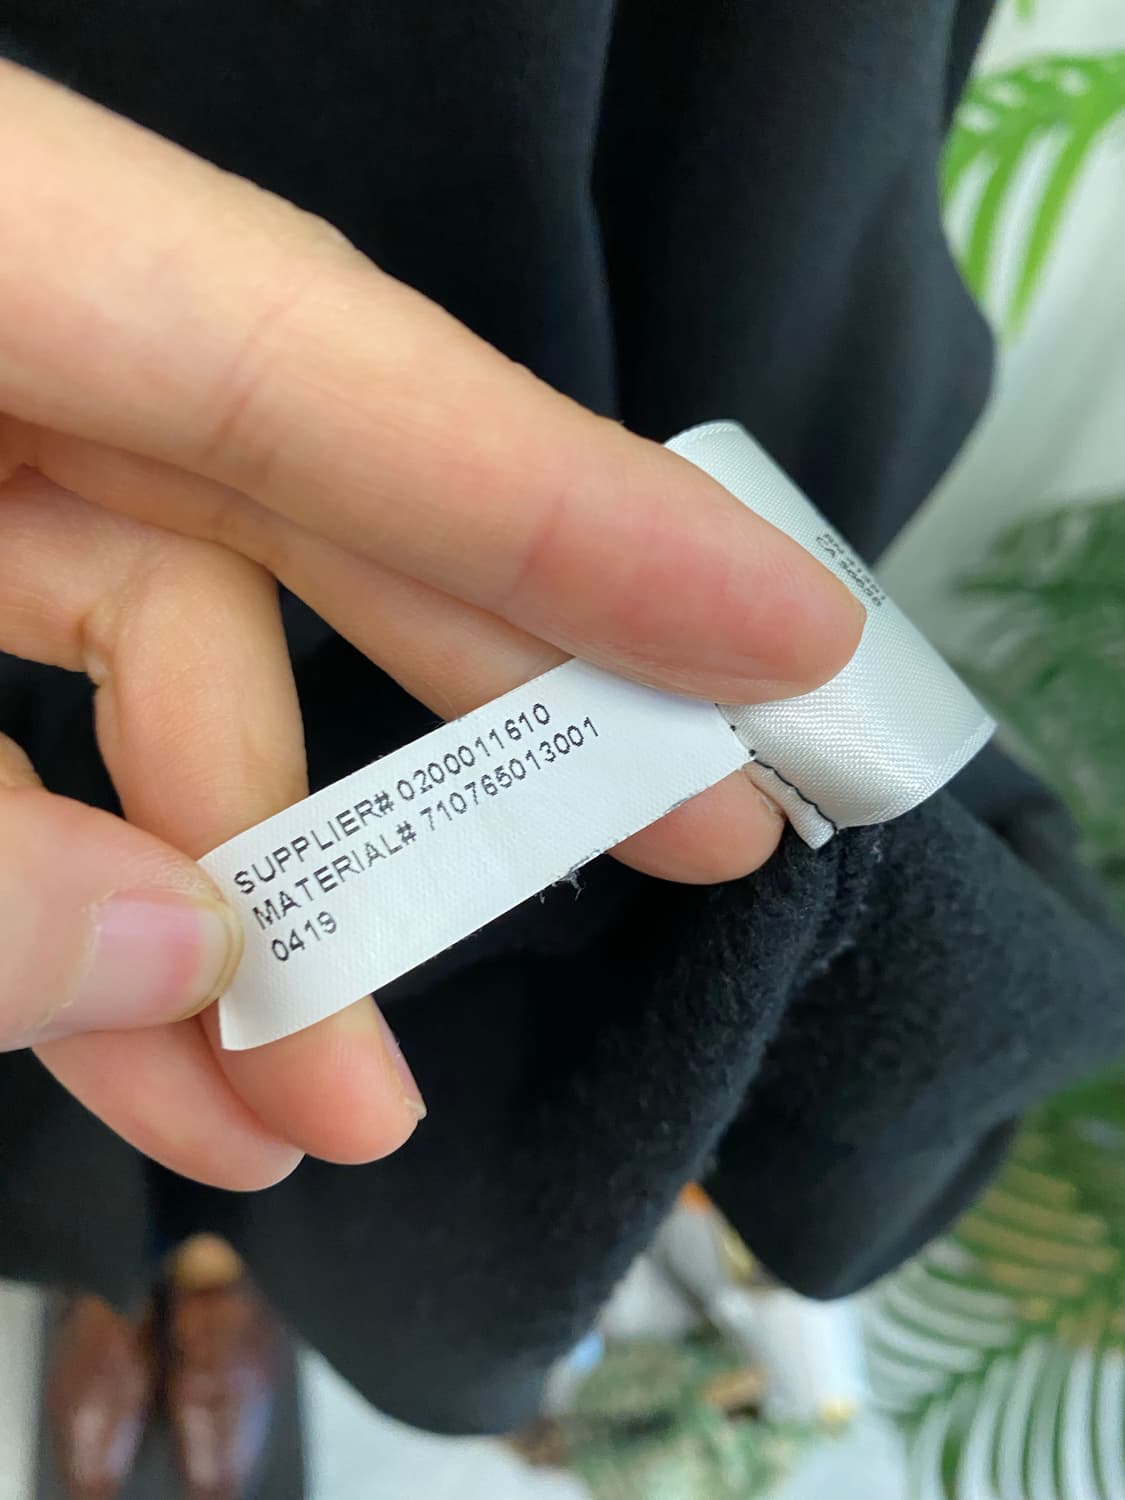 SUPPLIER# 0200011610
MATERIAL# 710765013001
0419